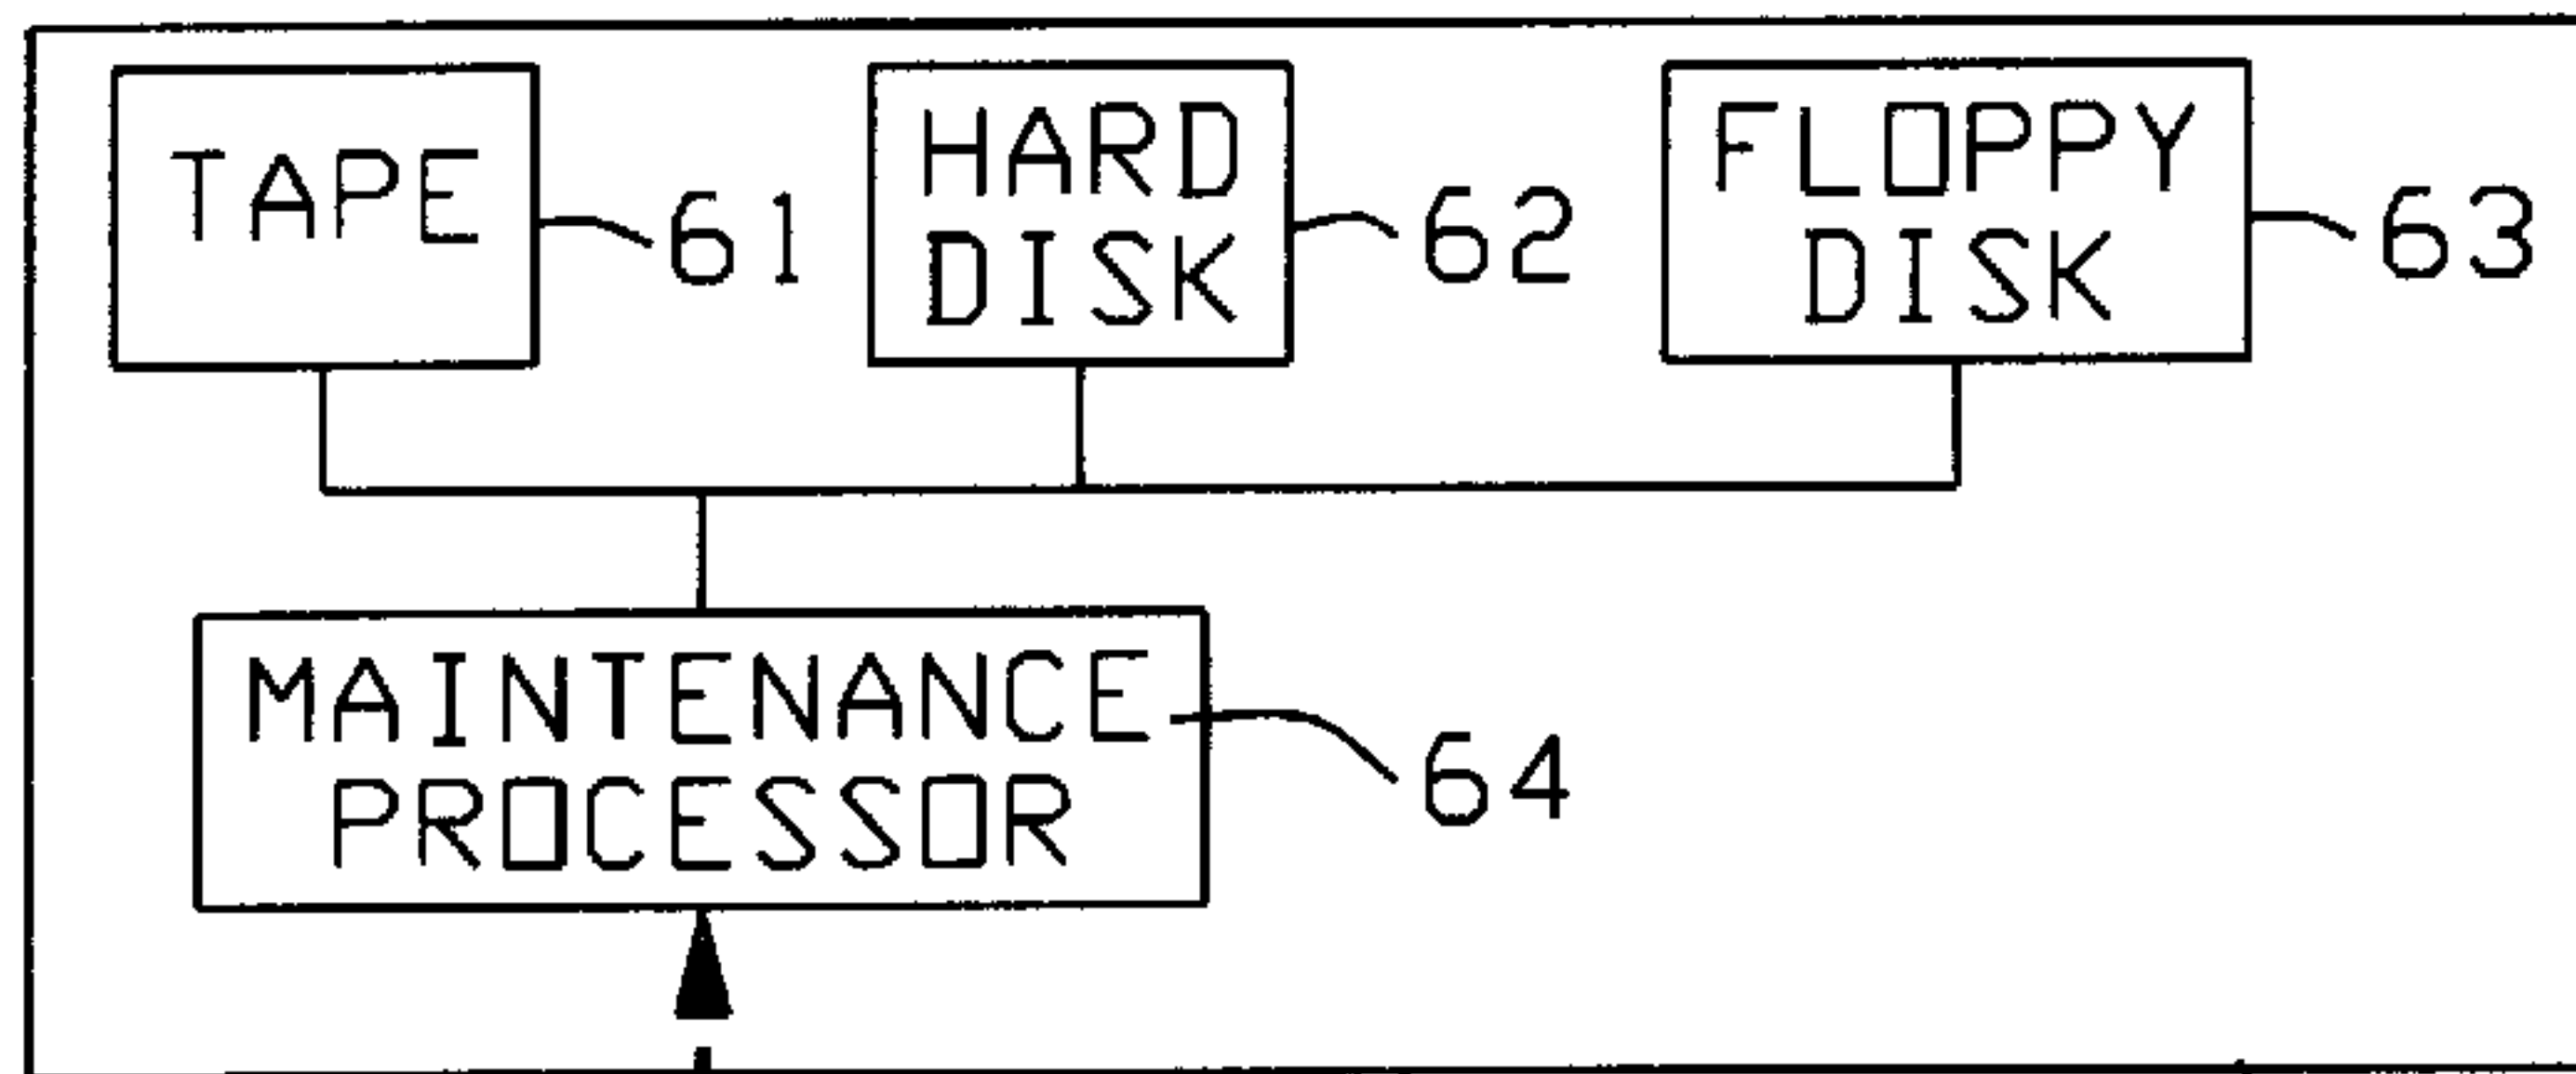 TAPE
61
HARD
DISK
62
FLOPPY
DISK
63
MAINTENANCE
PROCESSOR
64